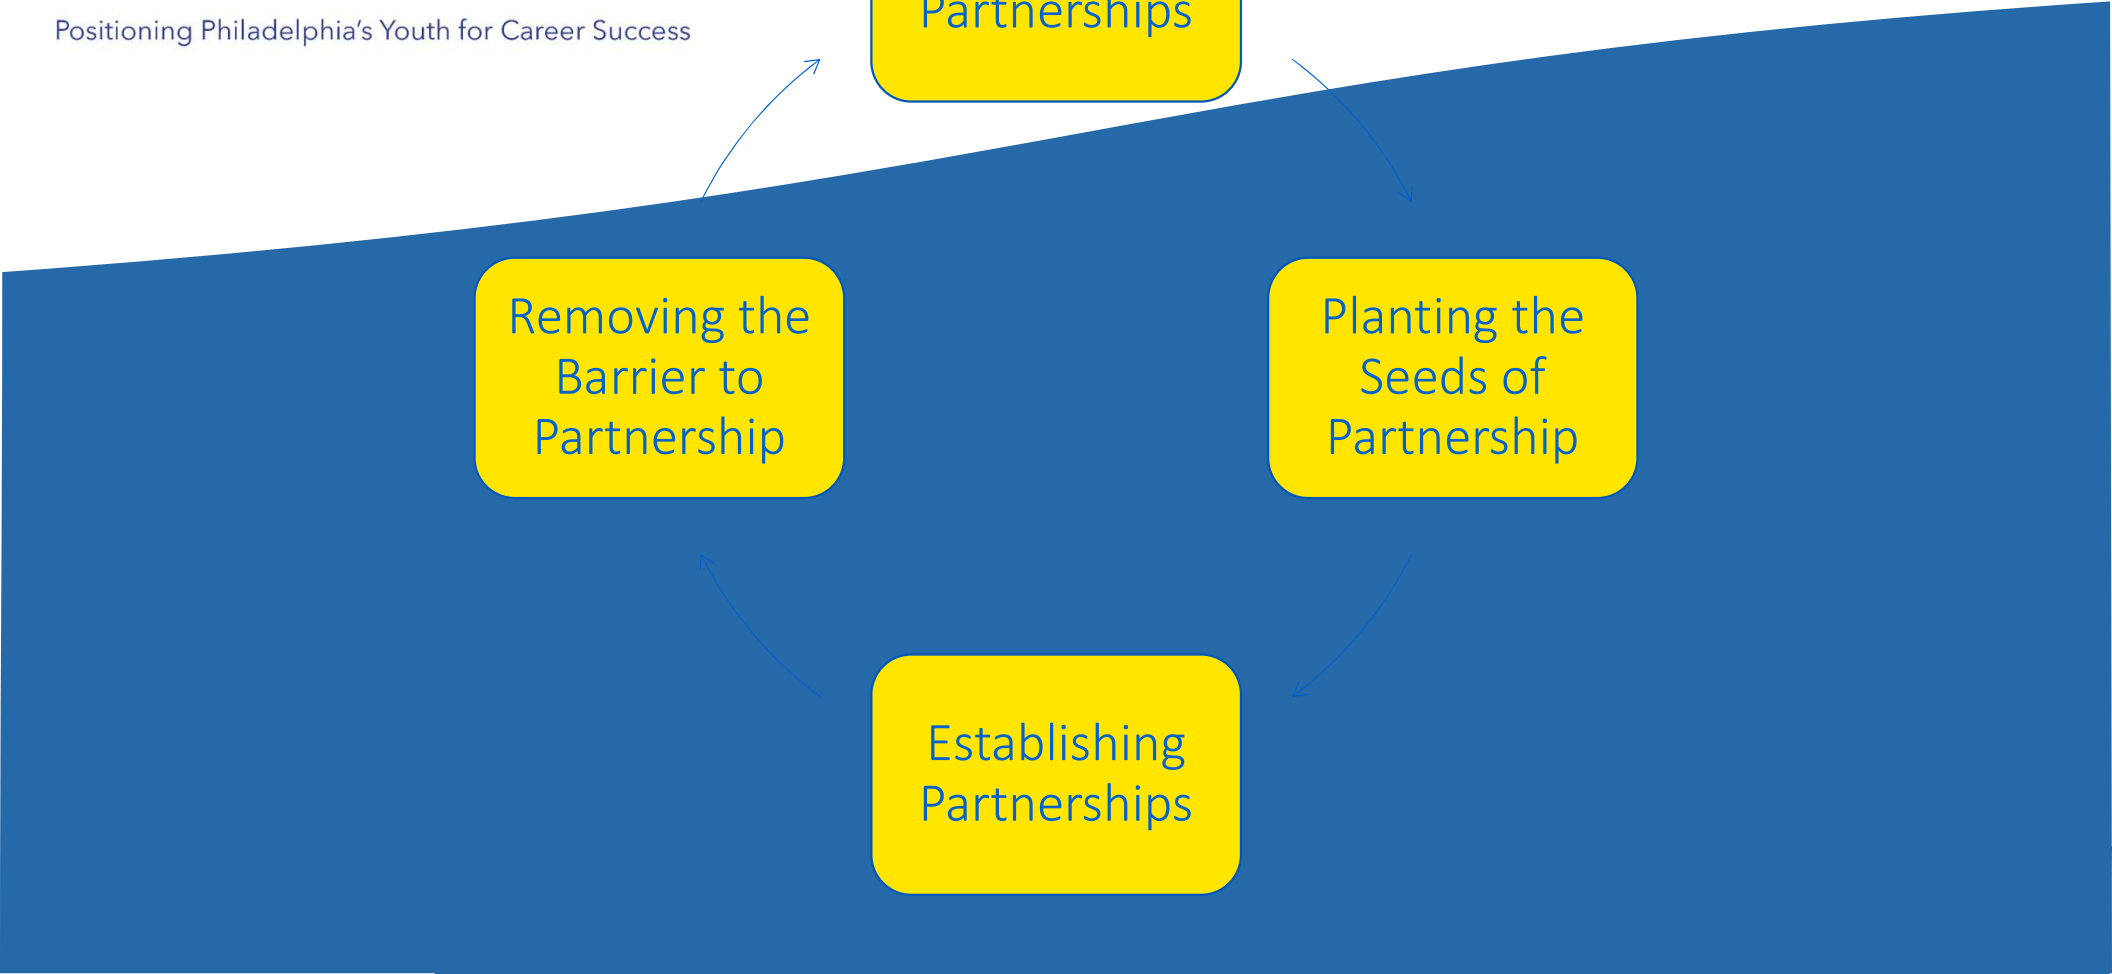 Partnerships
Positioning Philadelphia's Youth for Career Success
Removing the
Barrier to
Partnership
Planting the
Seeds of
Partnership
Establishing
Partnerships